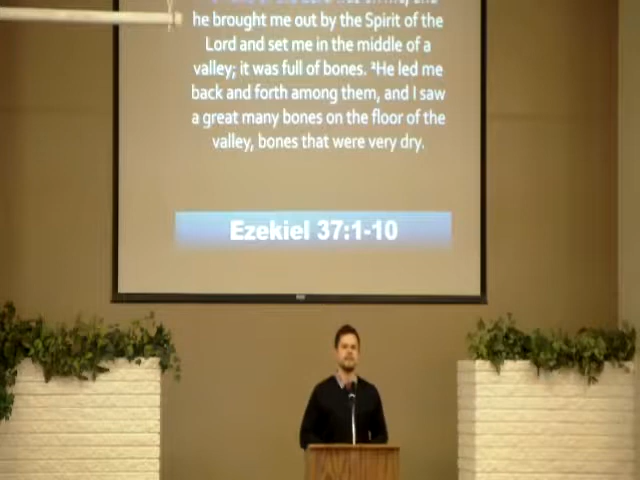 he brought me out by the Spirit of the
Lord and set me in the middle of a
valley; it was full of bones. ²He led me
back and forth among them, and I saw
a great many bones on the floor of the
valley, bones that were very dry.
Ezekiel 37:1-10